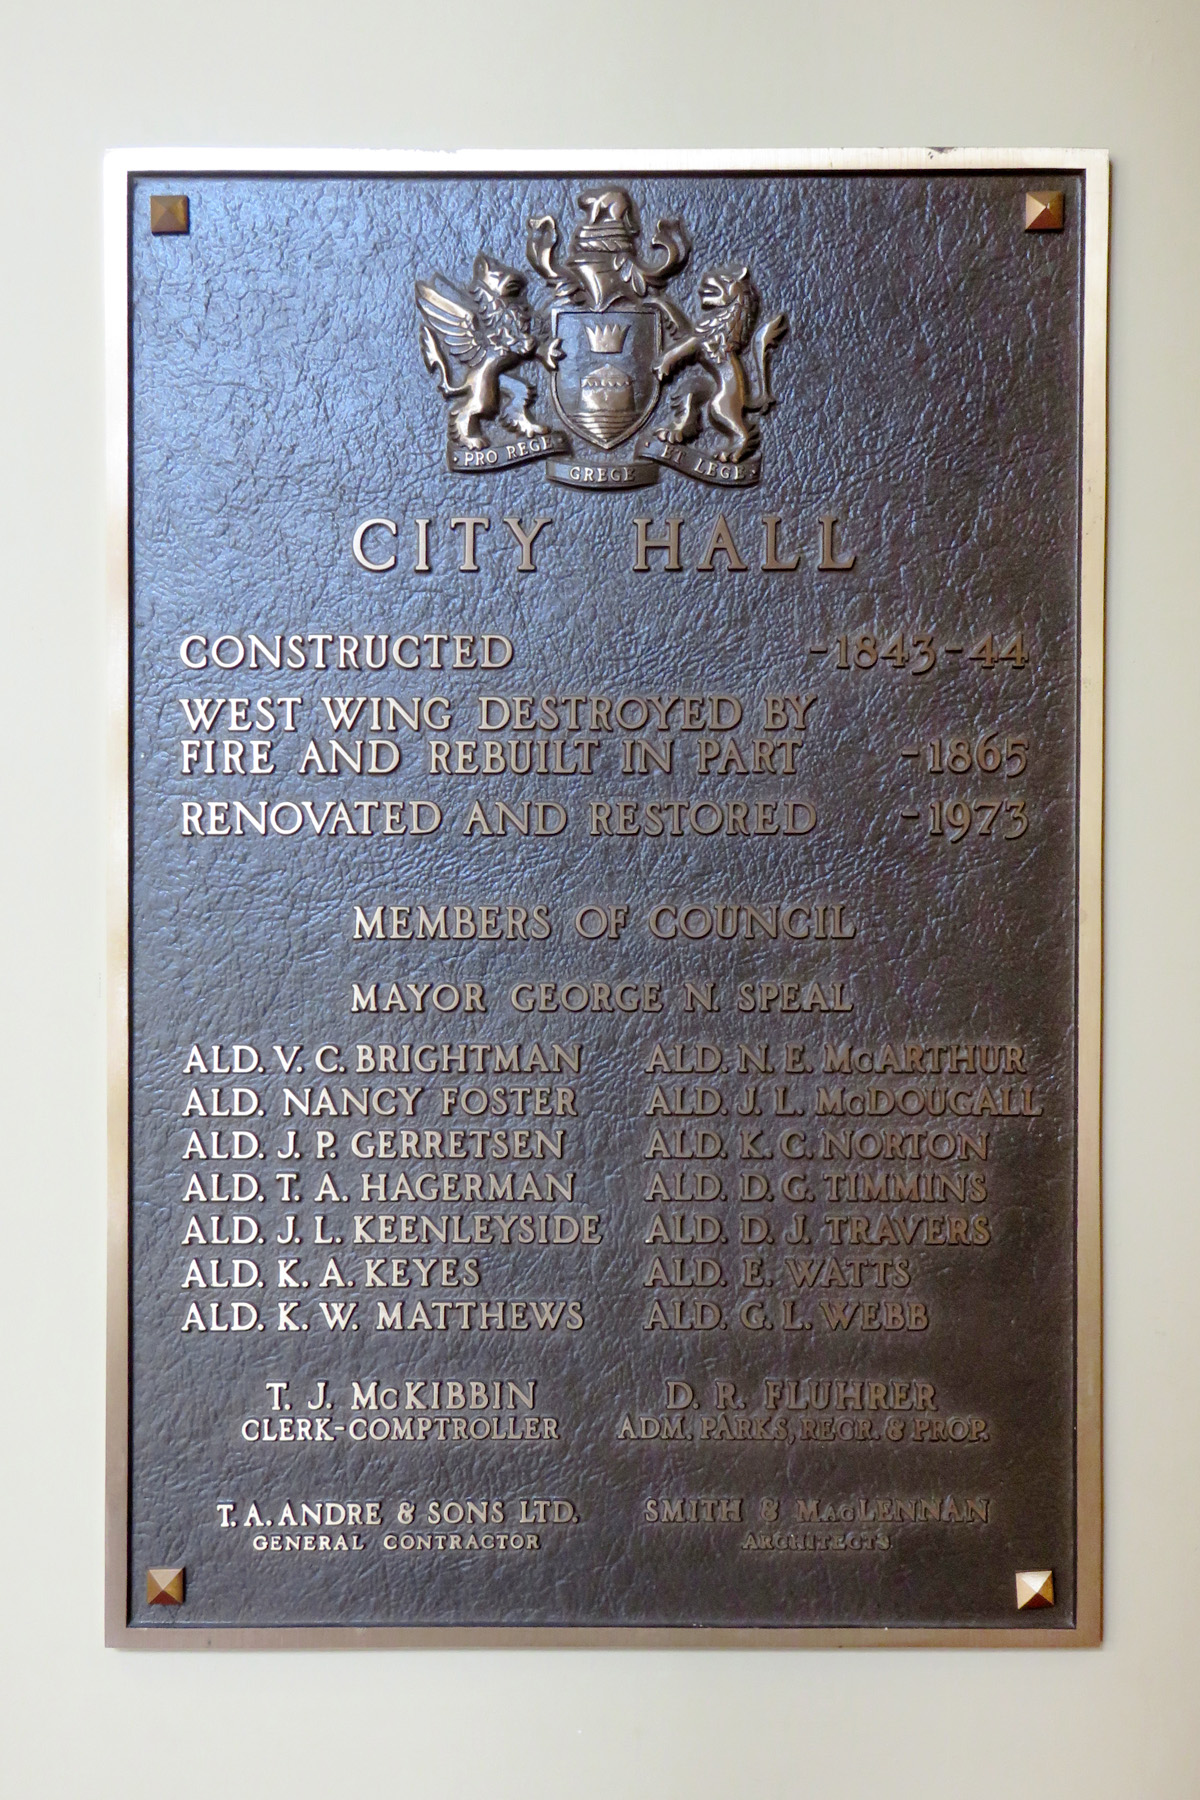 PRO REGE
GREGE
ET LEGE
CITY HALL
CONSTRUCTED -1843-44
WEST WING DESTROYED BY
FIRE AND REBUILT IN PART -1865
RENOVATED AND RESTORED -1973
MEMBERS OF COUNCIL
MAYOR GEORGE N. SPEAL
ALD. V. C. BRIGHTMAN ALD. N. E. McARTHUR
ALD. NANCY FOSTER ALD. J. L. McDOUGALL
ALD. J. P. GERRETSEN ALD. K. C. NORTON
ALD. T. A. HAGERMAN ALD. D. G. TIMMINS
ALD. J. L. KEENLEYSIDE ALD. D. J. TRAVERS
ALD. K. A. KEYES ALD. E. WATTS
ALD. K. W. MATTHEWS ALD. G. L. WEBB
T. J. McKIBBIN D. R. FLUHRER
CLERK-COMPTROLLER ADM. PARKS, RECR. & PROP.
T. A. ANDRE & SONS LTD. SMITH & MacLENNAN
GENERAL CONTRACTOR ARCHITECTS